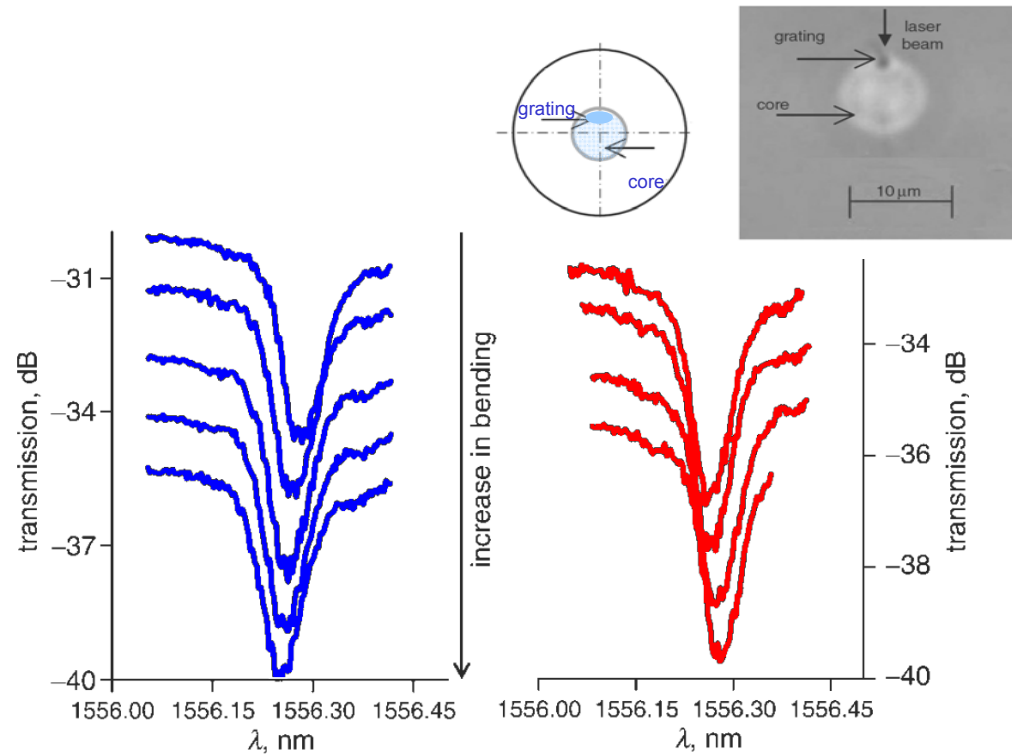 grating
core
grating
laser
beam
core
10 μm
transmission, dB
−31
−34
−37
−40
1556.00 1556.15 1556.30 1556.45
λ, nm
increase in bending
−34
−36
−38
−40
transmission, dB
1556.00 1556.15 1556.30 1556.45
λ, nm